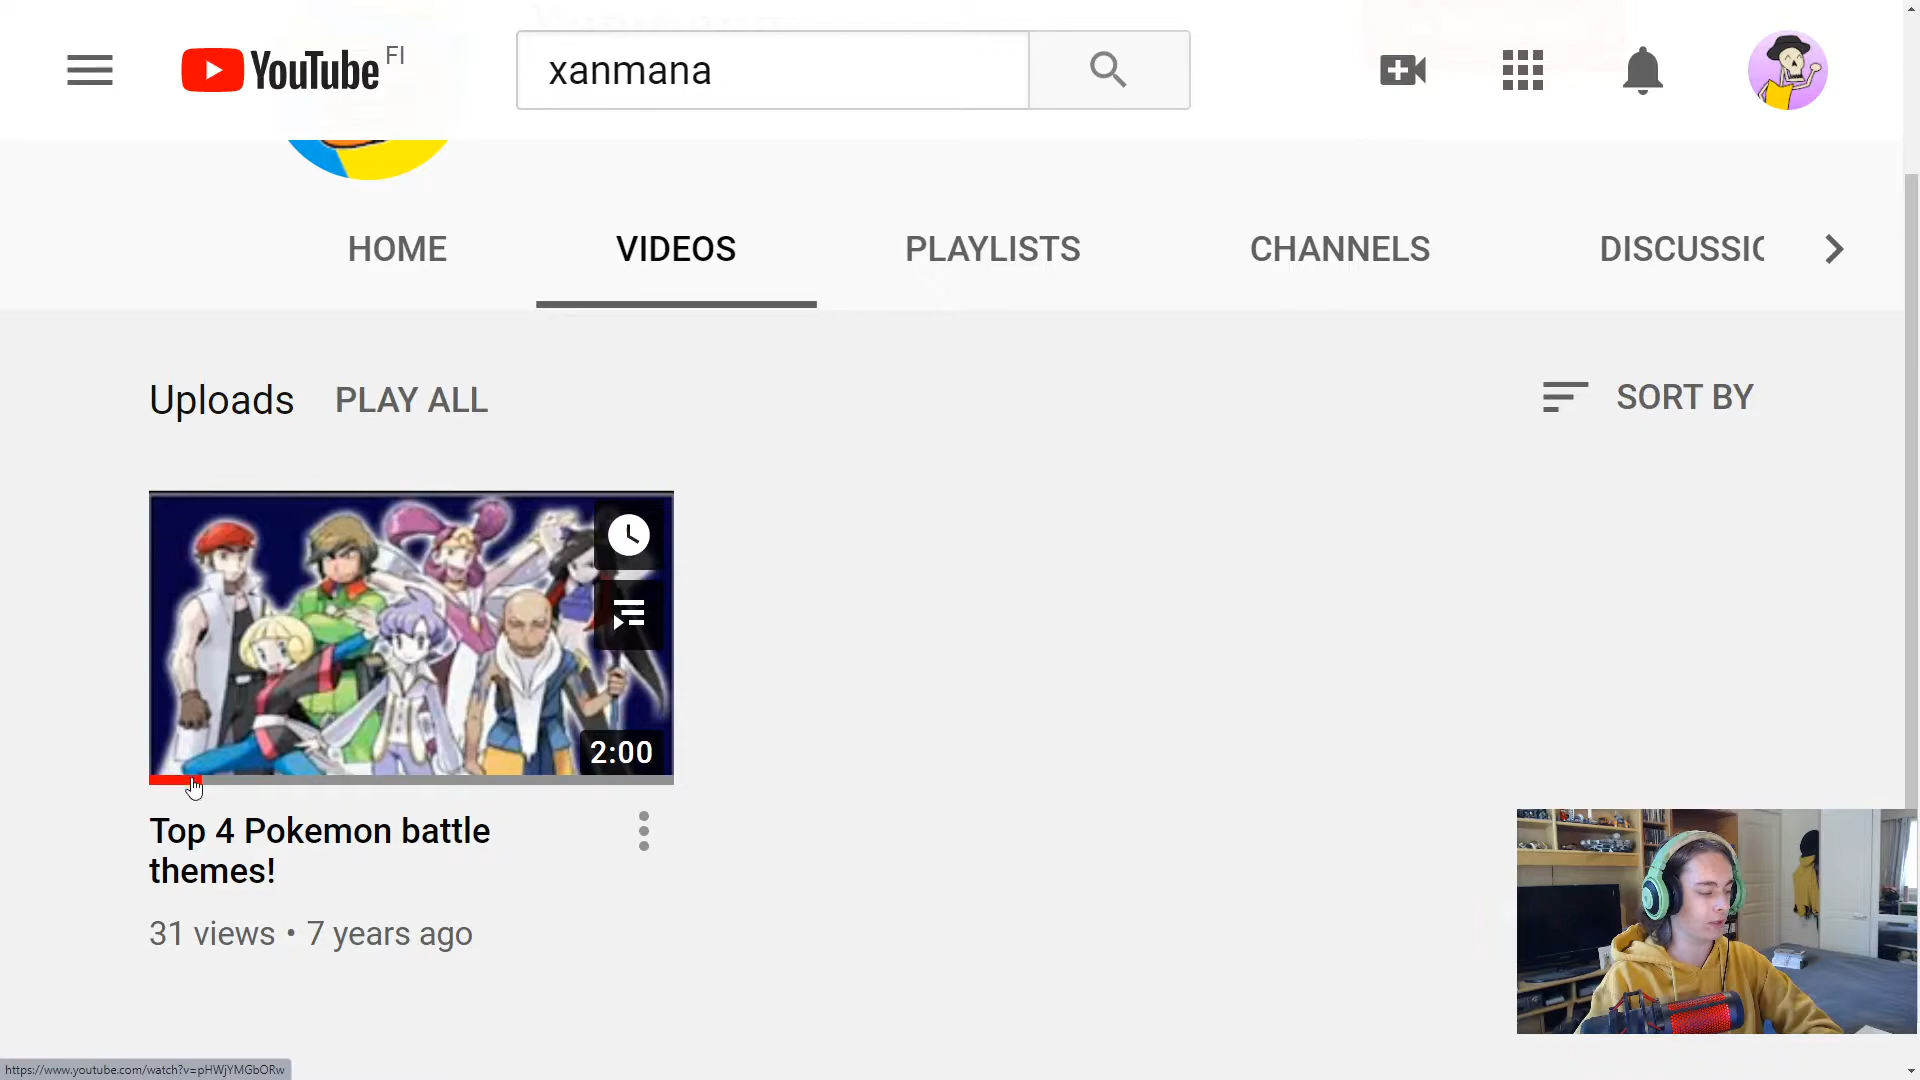 YouTube FI
xanmana
HOME VIDEOS PLAYLISTS CHANNELS DISCUSSIO
Uploads PLAY ALL SORT BY
2:00
Top 4 Pokemon battle
themes!
31 views • 7 years ago
https://www.youtube.com/watch?v=pHWjYMGbORw